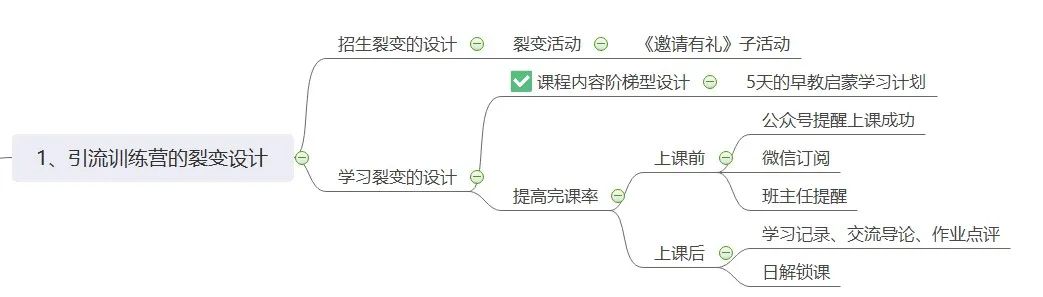 1、引流训练营的裂变设计
招生裂变的设计
裂变活动
《邀请有礼》子活动
学习裂变的设计
课程内容阶梯型设计
5天的早教启蒙学习计划
提高完课率
上课前
公众号提醒上课成功
微信订阅
班主任提醒
上课后
学习记录、交流导论、作业点评
日解锁课